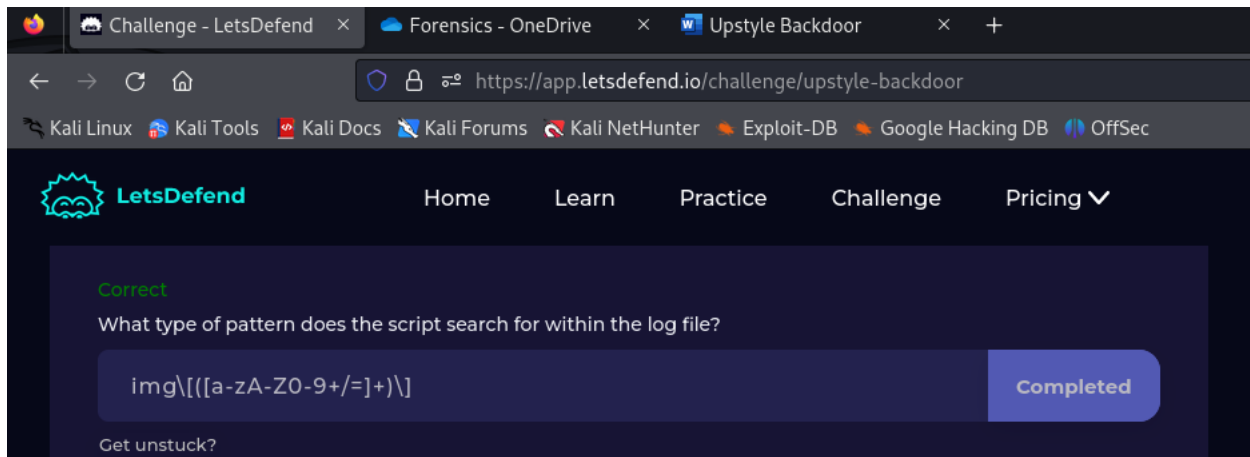 Challenge - LetsDefend × Forensics - OneDrive × Upstyle Backdoor × +
https://app.letsdefend.io/challenge/upstyle-backdoor
Kali Linux Kali Tools Kali Docs Kali Forums Kali NetHunter Exploit-DB Google Hacking DB OffSec
LetsDefend Home Learn Practice Challenge Pricing
Correct
What type of pattern does the script search for within the log file?
img\[([a-zA-Z0-9+/=]+)\] Completed
Get unstuck?